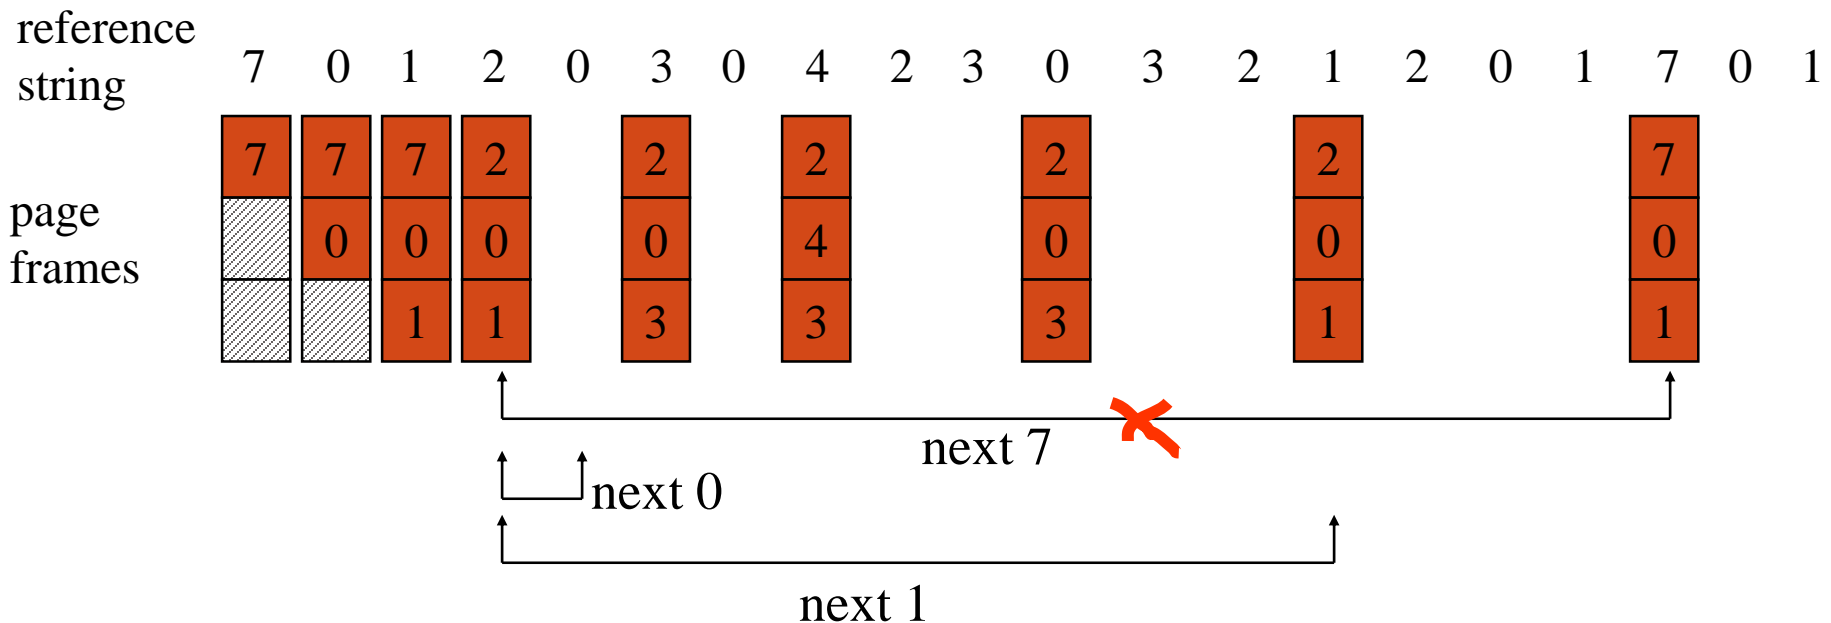 reference
string
7 0 1 2 0 3 0 4 2 3 0 3 2 1 2 0 1 7 0 1
7 7 7 2 2 2 2 2 7
page
frames
0 0 0 0 4 0 0 0
1 1 3 3 3 1 1
next 7
next 0
next 1